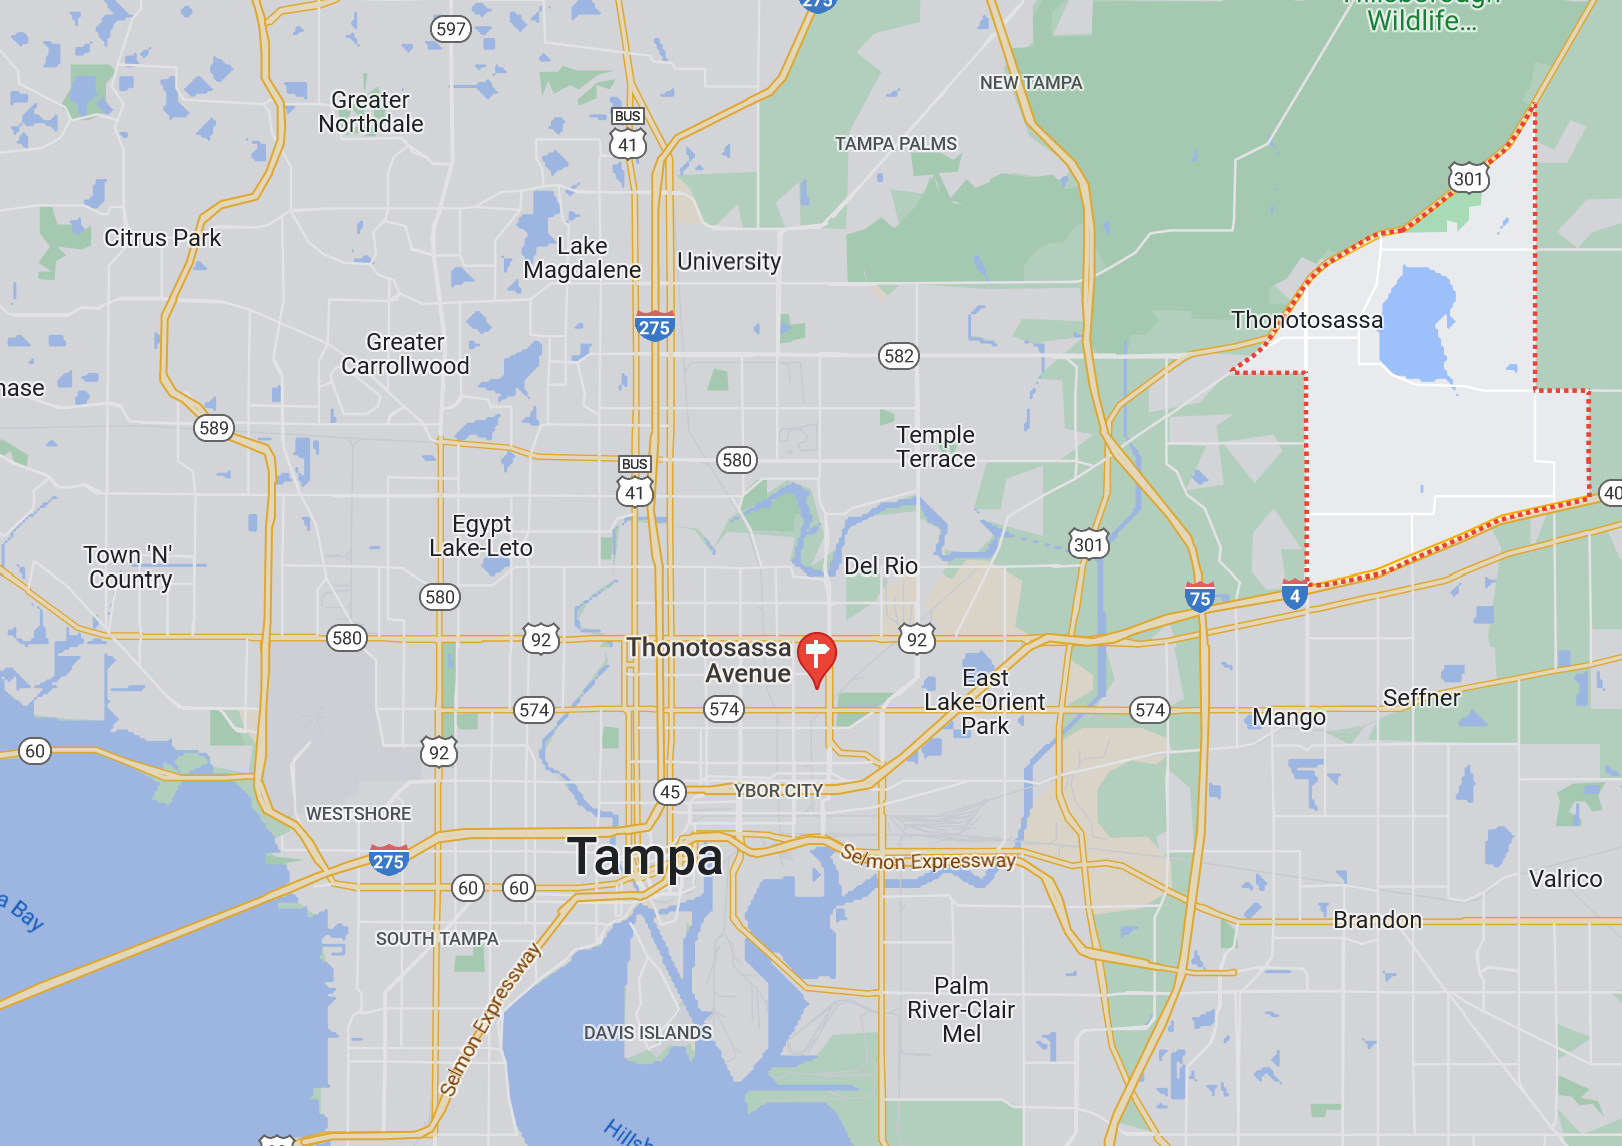 275
Hillsborough
Wildlife...
597
NEW TAMPA
Greater
Northdale
BUS
41
TAMPA PALMS
301
Citrus Park
Lake
Magdalene
University
275
Thonotosassa
Greater
Carrollwood
582
589
Temple
Terrace
BUS
41
580
Egypt
Lake-Leto
Town 'N'
Country
Del Rio
301
580
75
4
580
92
92
Thonotosassa
Avenue
East
Lake-Orient
Park
574
574
574
Mango
Seffner
60
92
45
YBOR CITY
WESTSHORE
275
Tampa
Selmon Expressway
60
60
Valrico
Brandon
a Bay
SOUTH TAMPA
Selmon Expressway
Palm
River-Clair
Mel
DAVIS ISLANDS